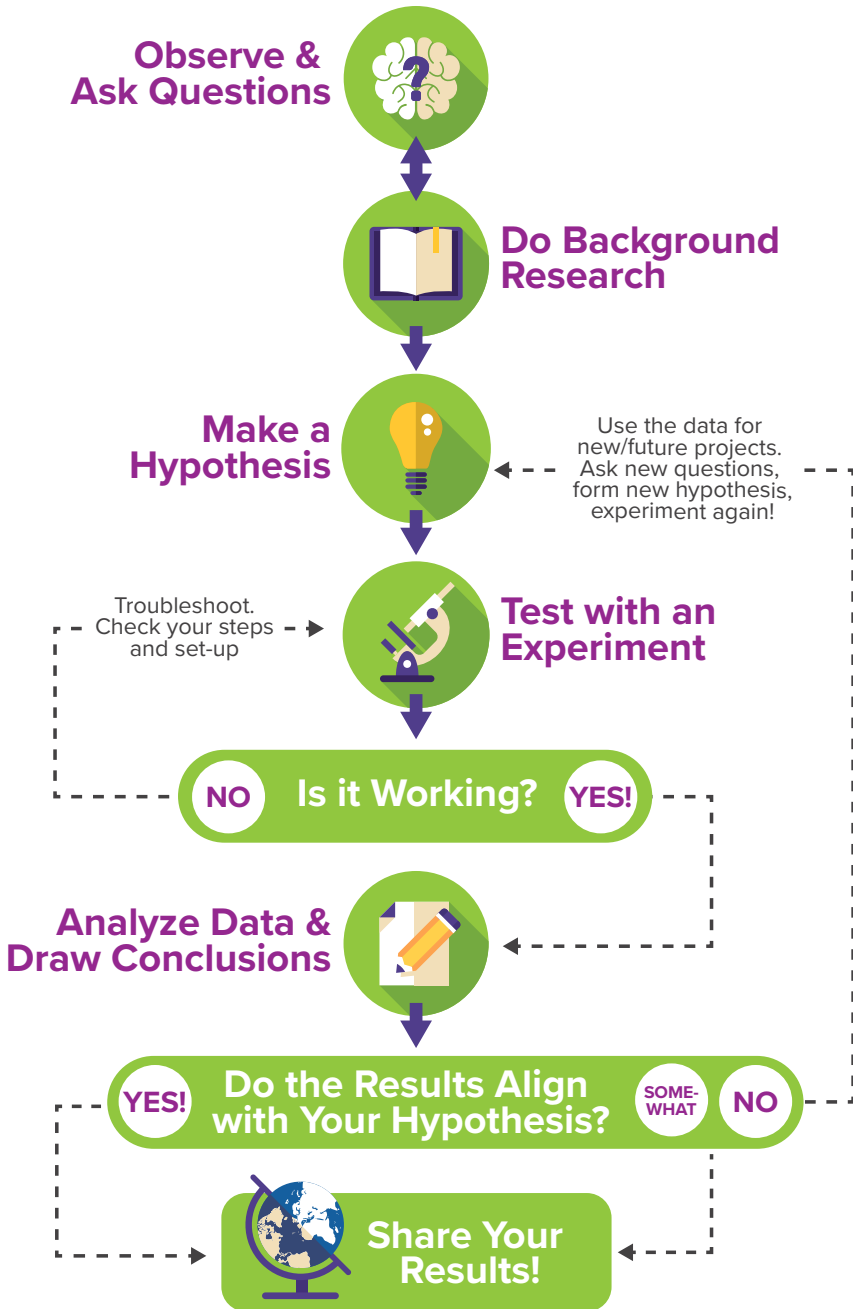 Observe &
Ask Questions
?
Do Background
Research
Make a
Hypothesis
Use the data for
new/future projects.
Ask new questions,
form new hypothesis,
experiment again!
Troubleshoot.
Check your steps
and set-up
Test with an
Experiment
NO
Is it Working?
YES!
Analyze Data &
Draw Conclusions
YES!
Do the Results Align
with Your Hypothesis?
SOME-
WHAT
NO
Share Your
Results!